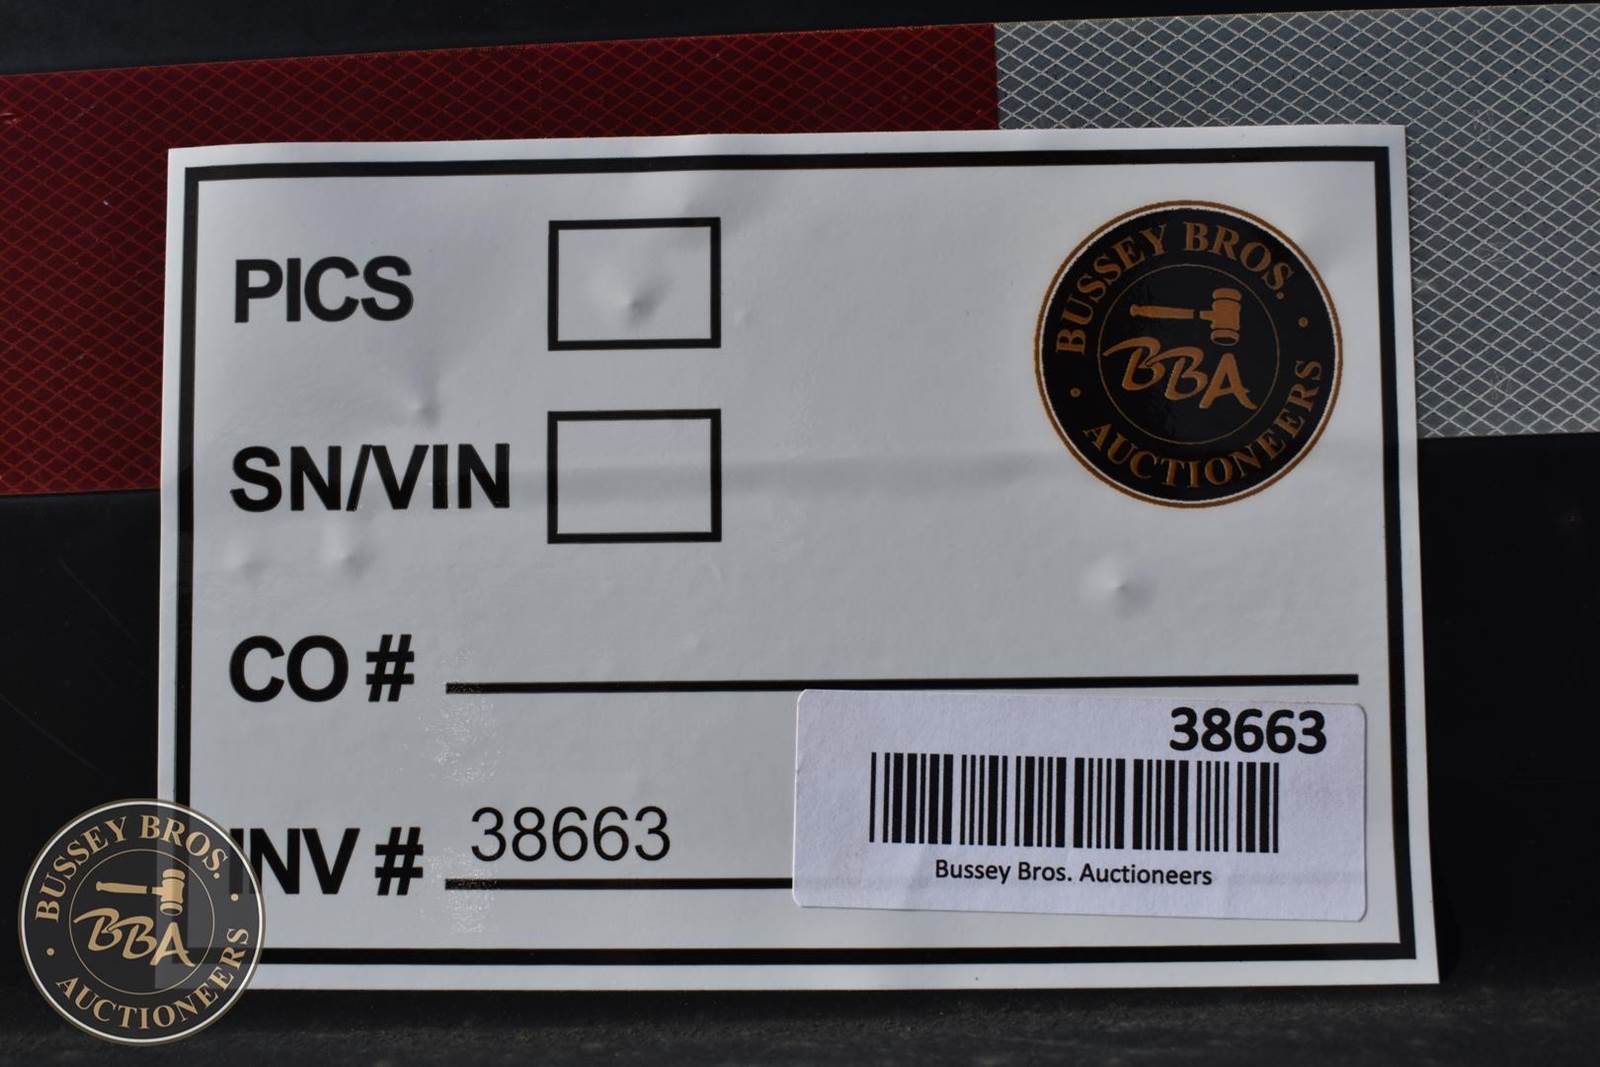 PICS
BUSSEY BROS.
BBA
AUCTIONEERS
SN/VIN
CO #
38663
INV # 38663
Bussey Bros. Auctioneers
BUSSEY BROS.
BBA
AUCTIONEERS